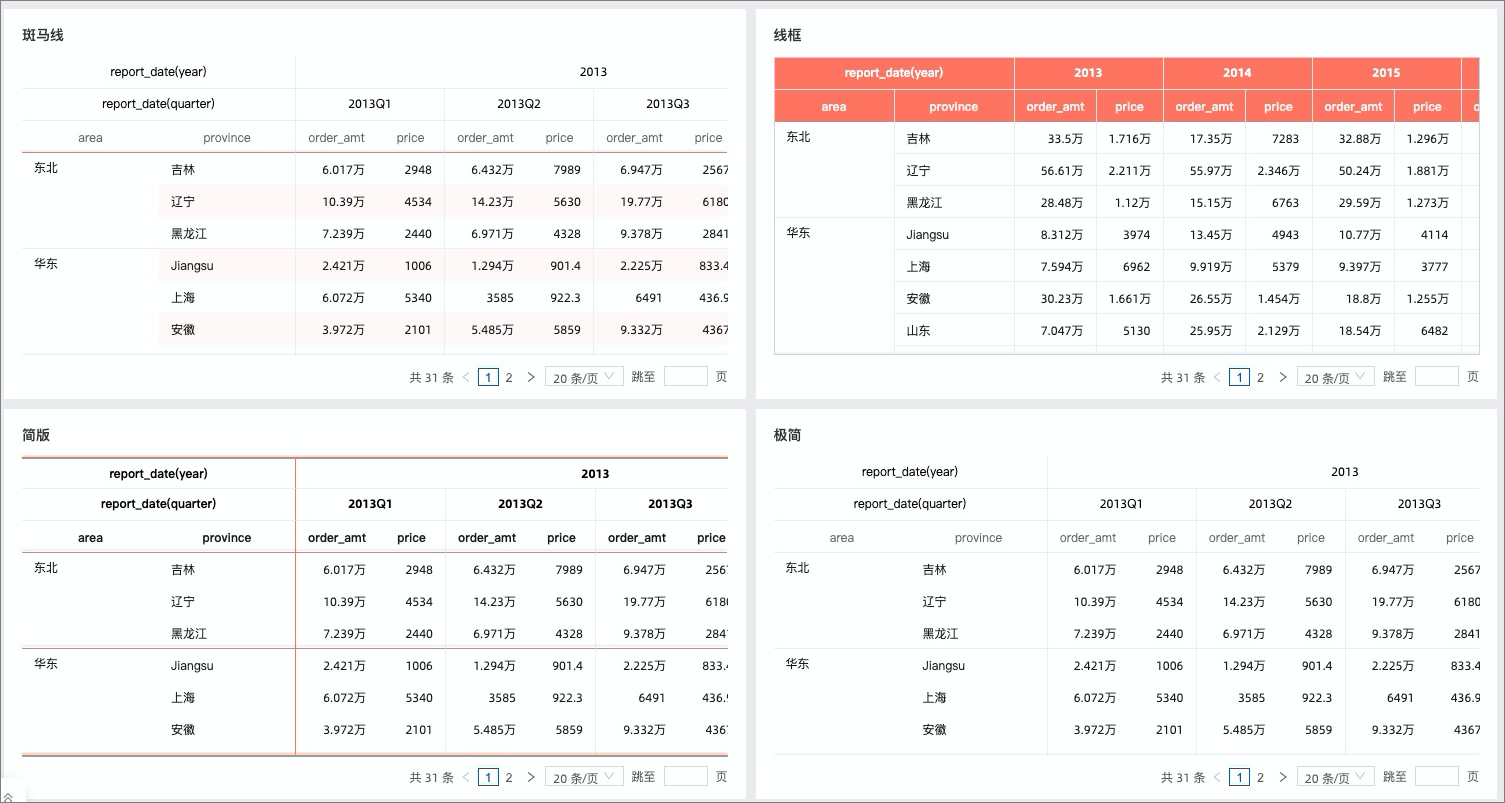 斑马线
report_date(year) 2013
report_date(quarter) 2013Q1 2013Q2 2013Q3
area province order_amt price order_amt price order_amt price
东北 吉林 6.017万 2948 6.432万 7989 6.947万 2567
辽宁 10.39万 4534 14.23万 5630 19.77万 6180
黑龙江 7.239万 2440 6.971万 4328 9.378万 2841
华东 Jiangsu 2.421万 1006 1.294万 901.4 2.225万 833.4
上海 6.072万 5340 3585 922.3 6491 436.9
安徽 3.972万 2101 5.485万 5859 9.332万 4367
共 31 条 < 1 2 > 20 条/页 跳至 页
线框
report_date(year) 2013 2014 2015
area province order_amt price order_amt price order_amt price
东北 吉林 33.5万 1.716万 17.35万 7283 32.88万 1.296万
辽宁 56.61万 2.211万 55.97万 2.346万 50.24万 1.881万
黑龙江 28.48万 1.12万 15.15万 6763 29.59万 1.273万
华东 Jiangsu 8.312万 3974 13.45万 4943 10.77万 4114
上海 7.594万 6962 9.919万 5379 9.397万 3777
安徽 30.23万 1.661万 26.55万 1.454万 18.8万 1.255万
山东 7.047万 5130 25.95万 2.129万 18.54万 6482
共 31 条 < 1 2 > 20 条/页 跳至 页
简版
report_date(year) 2013
report_date(quarter) 2013Q1 2013Q2 2013Q3
area province order_amt price order_amt price order_amt price
东北 吉林 6.017万 2948 6.432万 7989 6.947万 256
辽宁 10.39万 4534 14.23万 5630 19.77万 618
黑龙江 7.239万 2440 6.971万 4328 9.378万 284
华东 Jiangsu 2.421万 1006 1.294万 901.4 2.225万 833.
上海 6.072万 5340 3585 922.3 6491 436.
安徽 3.972万 2101 5.485万 5859 9.332万 436
共 31 条 < 1 2 > 20 条/页 跳至 页
极简
report_date(year) 2013
report_date(quarter) 2013Q1 2013Q2 2013Q3
area province order_amt price order_amt price order_amt price
东北 吉林 6.017万 2948 6.432万 7989 6.947万 2567
辽宁 10.39万 4534 14.23万 5630 19.77万 6180
黑龙江 7.239万 2440 6.971万 4328 9.378万 2841
华东 Jiangsu 2.421万 1006 1.294万 901.4 2.225万 833.4
上海 6.072万 5340 3585 922.3 6491 436.9
安徽 3.972万 2101 5.485万 5859 9.332万 4367
共 31 条 < 1 2 > 20 条/页 跳至 页